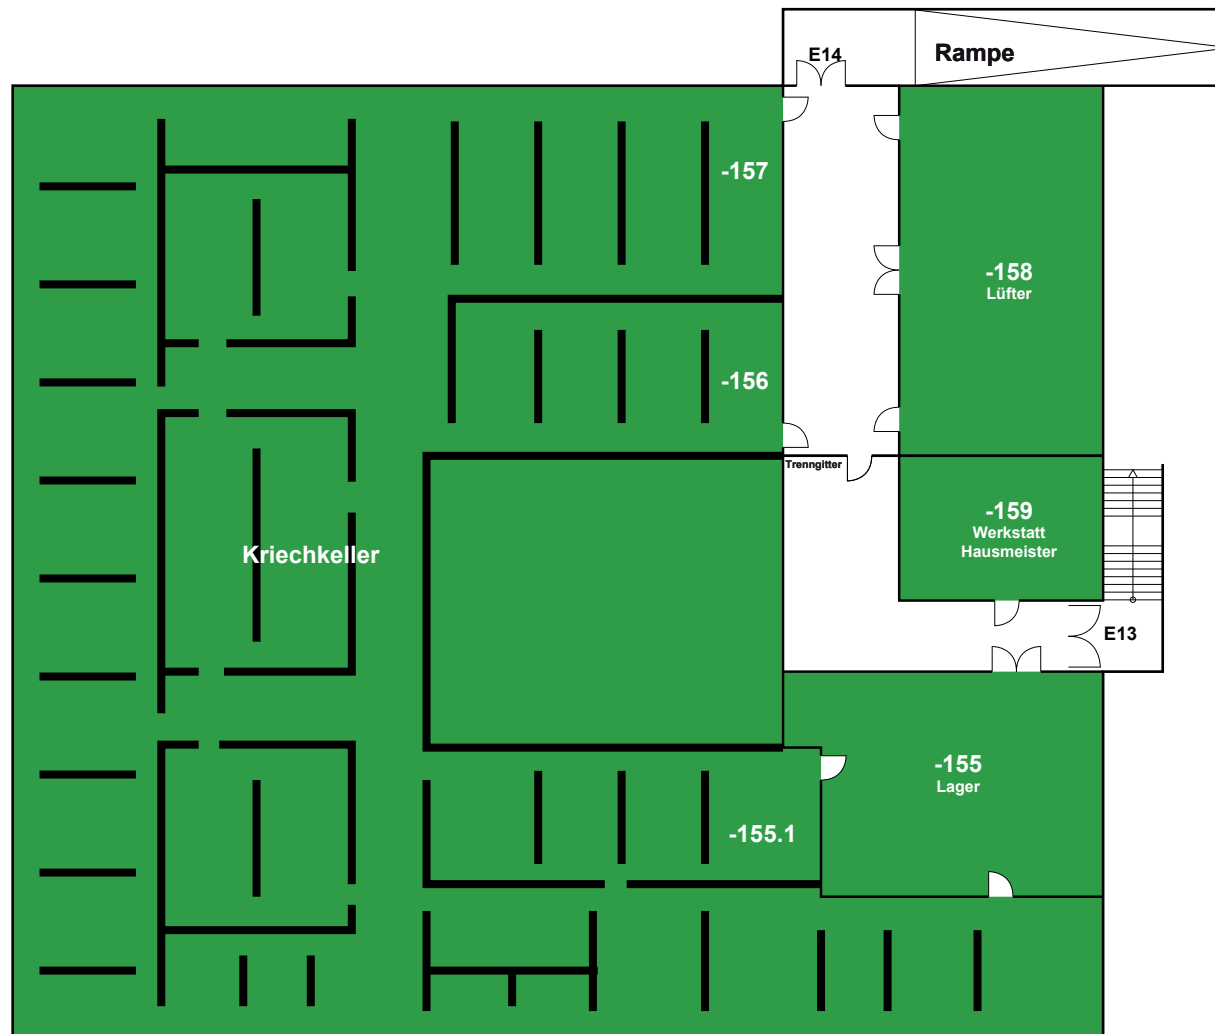 E14
Rampe
-157
-158
Lüfter
-156
Trenngitter
-159
Werkstatt
Hausmeister
Kriechkeller
E13
-155
Lager
-155.1